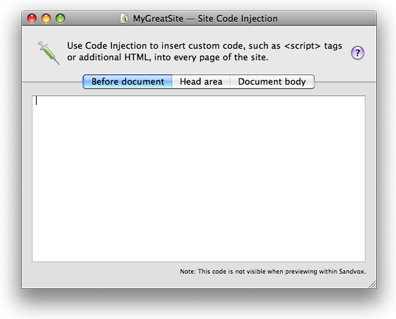 MyGreatSite — Site Code Injection
Use Code Injection to insert custom code, such as <script> tags
or additional HTML, into every page of the site.
?
Before document Head area Document body
Note: This code is not visible when previewing within Sandvox.